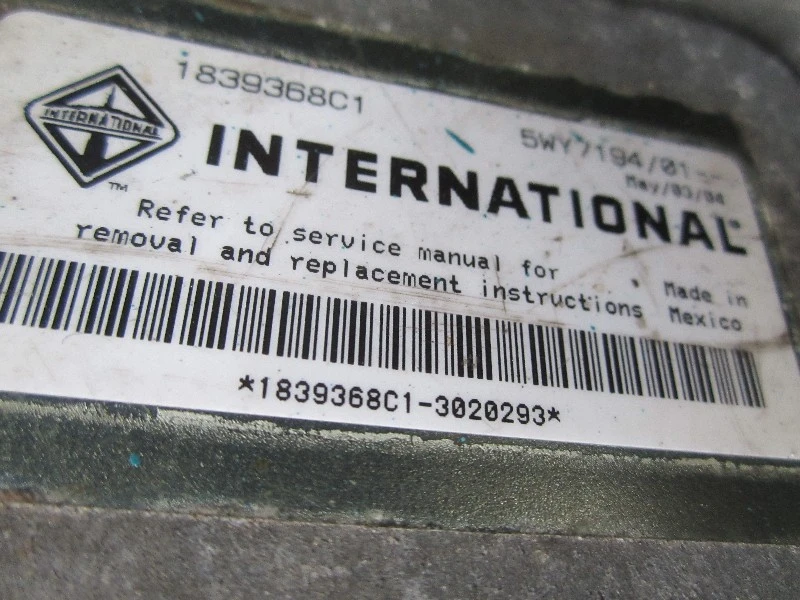 1839368C1
5WY7194/01
May/03/04
INTERNATIONAL
INTERNATIONAL®
TM
Refer to service manual for
removal and replacement instructions
Made in
Mexico
*1839368C1-3020293*